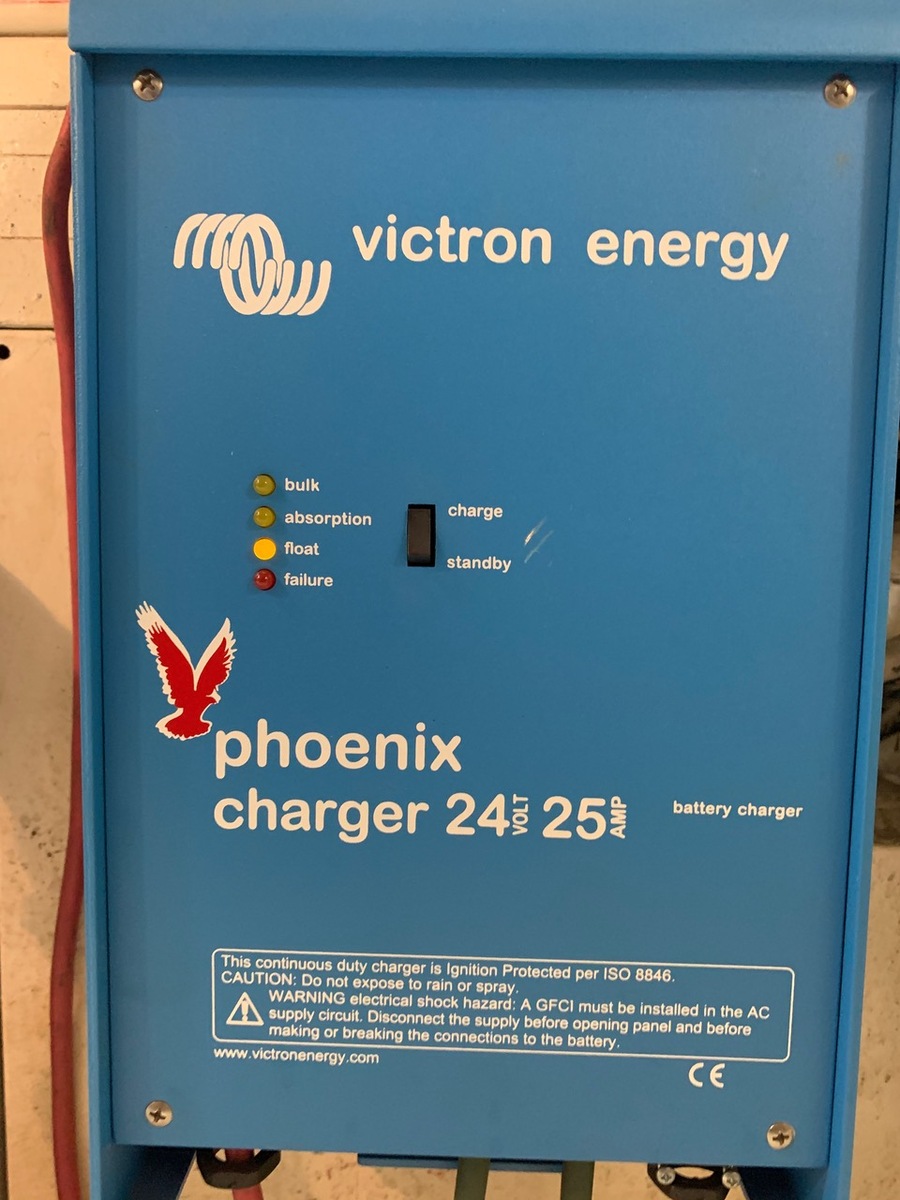 victron energy
bulk
absorption
float
failure
charge
standby
phoenix
charger 24 VOLT 25 AMP
battery charger
This continuous duty charger is Ignition Protected per ISO 8846.
CAUTION: Do not expose to rain or spray.
WARNING electrical shock hazard: A GFCI must be installed in the AC
supply circuit. Disconnect the supply before opening panel and before
making or breaking the connections to the battery.
www.victronenergy.com
CE